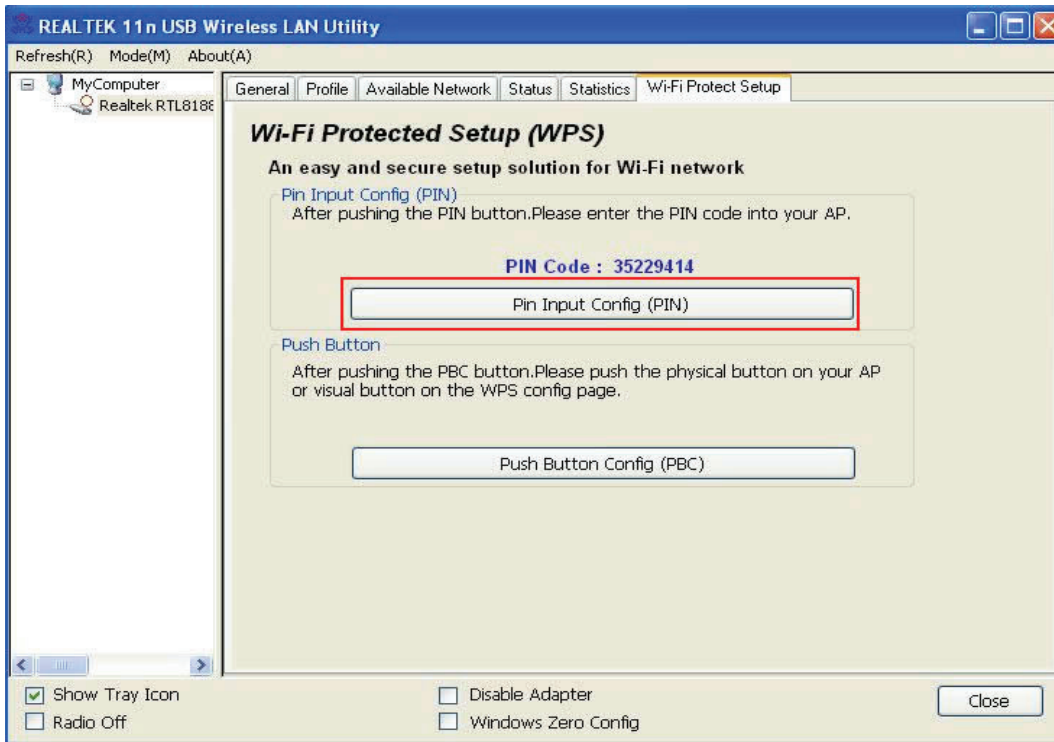 REALTEK 11n USB Wireless LAN Utility
Refresh(R) Mode(M) About(A)
MyComputer
Realtek RTL8188
General Profile Available Network Status Statistics Wi-Fi Protect Setup
Wi-Fi Protected Setup (WPS)
An easy and secure setup solution for Wi-Fi network
Pin Input Config (PIN)
After pushing the PIN button.Please enter the PIN code into your AP.
PIN Code : 35229414
Pin Input Config (PIN)
Push Button
After pushing the PBC button.Please push the physical button on your AP
or visual button on the WPS config page.
Push Button Config (PBC)
Show Tray Icon
Disable Adapter
Close
Radio Off
Windows Zero Config